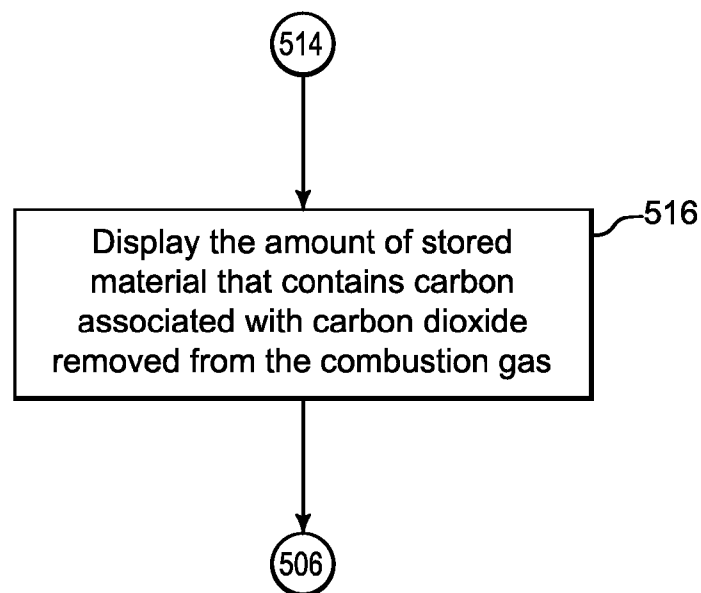 514
516
Display the amount of stored
material that contains carbon
associated with carbon dioxide
removed from the combustion gas
506